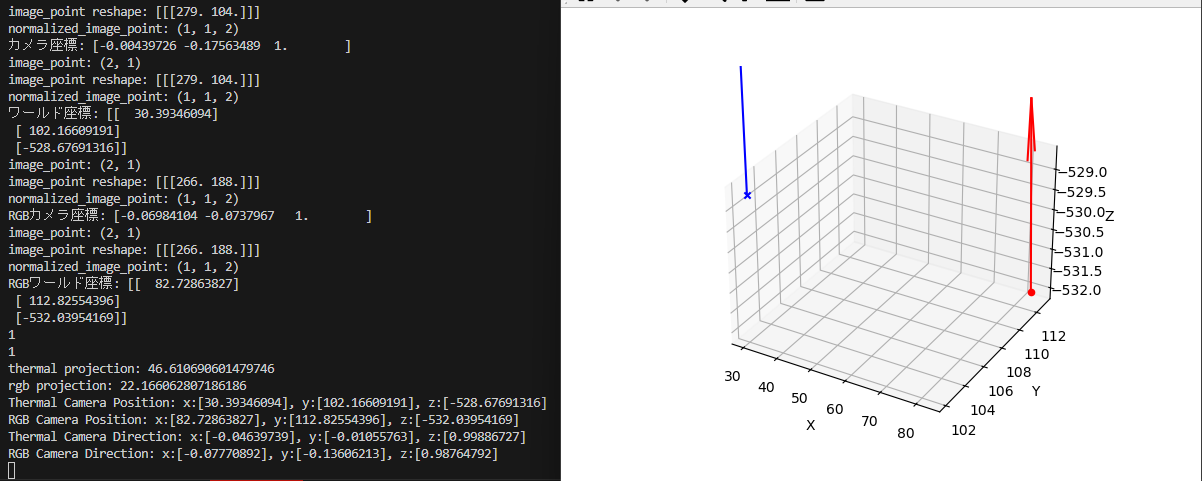 image_point reshape: [[[279. 104.]]]
normalized_image_point: (1, 1, 2)
カメラ座標: [-0.00439726 -0.17563489  1.        ]
image_point: (2, 1)
image_point reshape: [[[279. 104.]]]
normalized_image_point: (1, 1, 2)
ワールド座標: [[  30.39346094]
 [ 102.16609191]
 [-528.67691316]]
image_point: (2, 1)
image_point reshape: [[[266. 188.]]]
normalized_image_point: (1, 1, 2)
RGBカメラ座標: [-0.06984104 -0.0737967   1.        ]
image_point: (2, 1)
image_point reshape: [[[266. 188.]]]
normalized_image_point: (1, 1, 2)
RGBワールド座標: [[  82.72863827]
 [ 112.82554396]
 [-532.03954169]]
1
1
thermal projection: 46.610690601479746
rgb projection: 22.166062807186186
Thermal Camera Position: x:[30.39346094], y:[102.16609191], z:[-528.67691316]
RGB Camera Position: x:[82.72863827], y:[112.82554396], z:[-532.03954169]
Thermal Camera Direction: x:[-0.04639739], y:[-0.01055763], z:[0.99886727]
RGB Camera Direction: x:[-0.07770892], y:[-0.13606213], z:[0.98764792]
−529.0
−529.5
−530.0
Z
−530.5
−531.0
−531.5
−532.0
112
110
108
106
104
102
Y
30
40
50
60
70
80
X